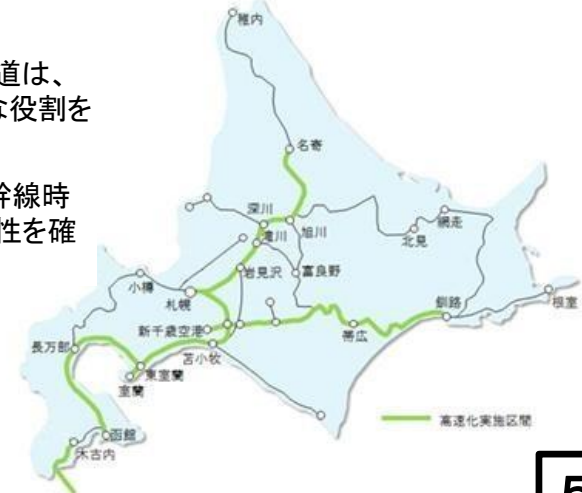 道は、
な役割を
幹線時
性を確
稚内
名寄
深川
旭川
滝川
網走
北見
岩見沢
富良野
小樽
札幌
釧路
根室
新千歳空港
帯広
長万部
苫小牧
東室蘭
室蘭
高速化実施区間
函館
木古内
5